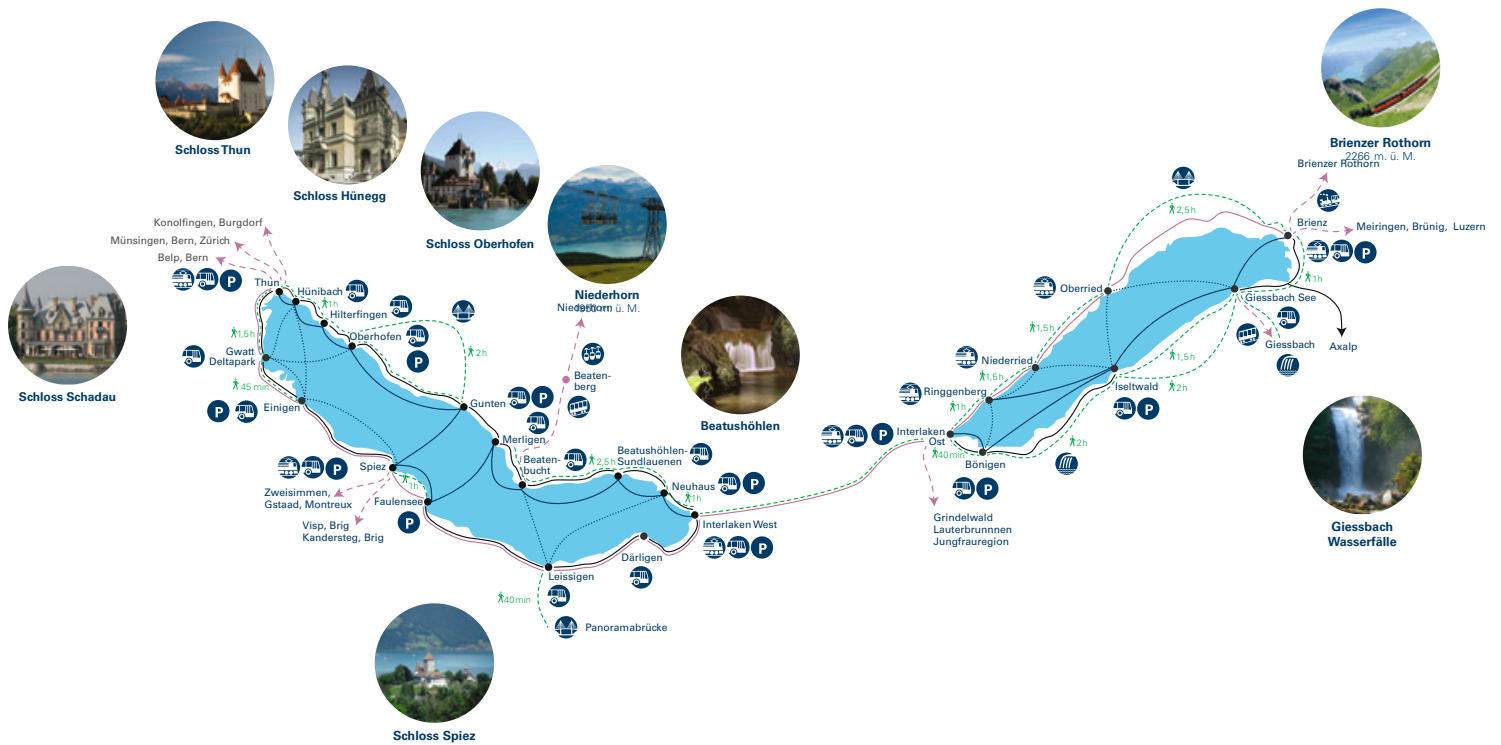 Schloss Thun
Schloss Hünegg
Schloss Oberhofen
Niederhorn
1950 m ü. M.
Niederhorn
Brienzer Rothorn
2266 m. ü. M.
Brienzer Rothorn
Konolfingen, Burgdorf
Münsingen, Bern, Zürich
Belp, Bern
P
Schloss Schadau
Thun
Hünibach
1h
Hilterfingen
Oberhofen
P
2h
1,5h
Gwatt
Deltapark
45 min
P
Einigen
Gunten
P
Merligen
Beaten-
berg
Beaten-
bucht
2,5h
Beatushöhlen-
Sundlauenen
Beatushöhlen
Neuhaus
P
1h
Interlaken West
P
Spiez
P
1h
Zweisimmen,
Gstaad, Montreux
Faulensee
P
Visp, Brig
Kandersteg, Brig
Därligen
Leissigen
40min
Panoramabrücke
Schloss Spiez
2,5h
Brienz
Meiringen, Brünig, Luzern
P
1h
Oberried
Giessbach See
Giessbach
Axalp
1,5h
Niederried
1,5h
1,5h
2h
Iseltwald
P
Ringgenberg
1h
P
Interlaken
Ost
40min
Bönigen
P
2h
Grindelwald
Lauterbrunnnen
Jungfrauregion
Giessbach
Wasserfälle